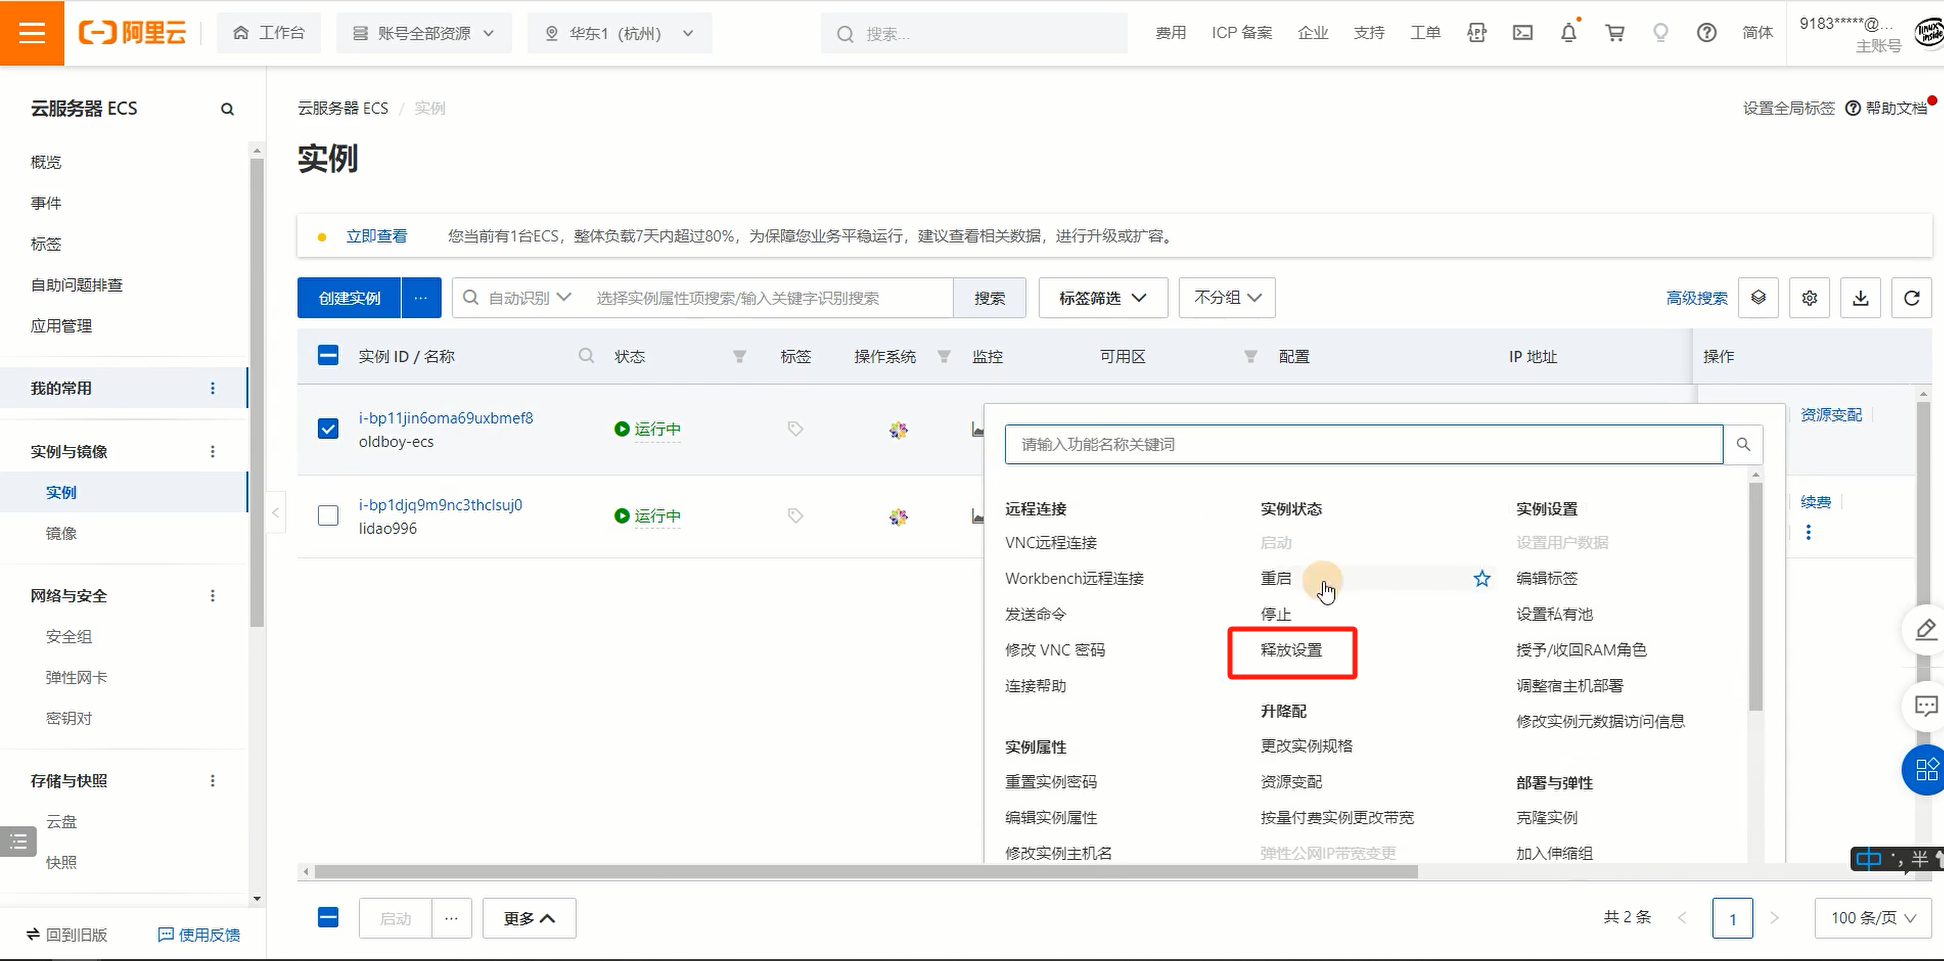 阿里云
工作台
账号全部资源
华东1（杭州）
搜索...
费用
ICP 备案
企业
支持
工单
简体
9183*****@...
主账号
云服务器 ECS
概览
事件
标签
自助问题排查
应用管理
我的常用
实例与镜像
实例
镜像
网络与安全
安全组
弹性网卡
密钥对
存储与快照
云盘
快照
回到旧版
使用反馈
云服务器 ECS / 实例
设置全局标签
帮助文档
实例
立即查看 您当前有1台ECS，整体负载7天内超过80%，为保障您业务平稳运行，建议查看相关数据，进行升级或扩容。
创建实例 ...
自动识别 选择实例属性项搜索/输入关键字识别搜索 搜索
标签筛选
不分组
高级搜索
实例 ID / 名称 状态 标签 操作系统 监控 可用区 配置 IP 地址 操作
i-bp11jin6oma69uxbmef8
oldboy-ecs
运行中
资源变配
i-bp1djq9m9nc3thclsuj0
lidao996
运行中
续费
请输入功能名称关键词
远程连接
VNC远程连接
Workbench远程连接
发送命令
修改 VNC 密码
连接帮助
实例属性
重置实例密码
编辑实例属性
修改实例主机名
实例状态
启动
重启
停止
释放设置
升降配
更改实例规格
资源变配
按量付费实例更改带宽
弹性公网IP带宽变更
实例设置
设置用户数据
编辑标签
设置私有池
授予/收回RAM角色
调整宿主机部署
修改实例元数据访问信息
部署与弹性
克隆实例
加入伸缩组
中 ·, 半
启动 ...
更多
共 2 条
1
100 条/页